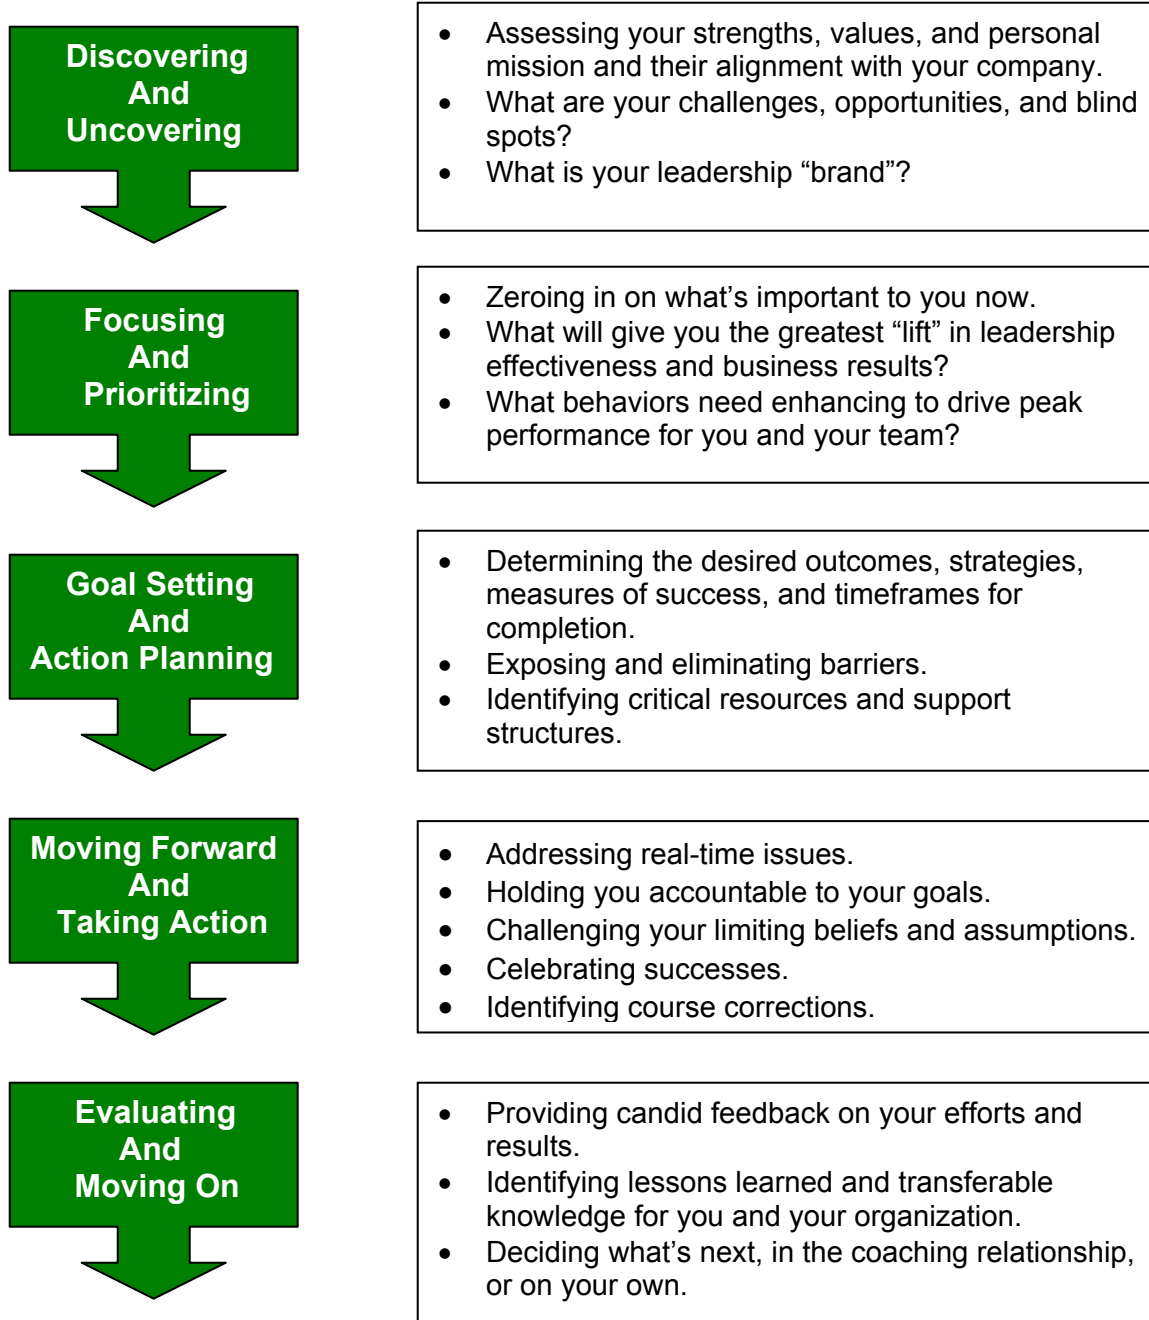 Discovering
And
Uncovering
• Assessing your strengths, values, and personal
mission and their alignment with your company.
• What are your challenges, opportunities, and blind
spots?
• What is your leadership “brand”?
Focusing
And
Prioritizing
• Zeroing in on what’s important to you now.
• What will give you the greatest “lift” in leadership
effectiveness and business results?
• What behaviors need enhancing to drive peak
performance for you and your team?
Goal Setting
And
Action Planning
• Determining the desired outcomes, strategies,
measures of success, and timeframes for
completion.
• Exposing and eliminating barriers.
• Identifying critical resources and support
structures.
Moving Forward
And
Taking Action
• Addressing real-time issues.
• Holding you accountable to your goals.
• Challenging your limiting beliefs and assumptions.
• Celebrating successes.
• Identifying course corrections.
Evaluating
And
Moving On
• Providing candid feedback on your efforts and
results.
• Identifying lessons learned and transferable
knowledge for you and your organization.
• Deciding what’s next, in the coaching relationship,
or on your own.